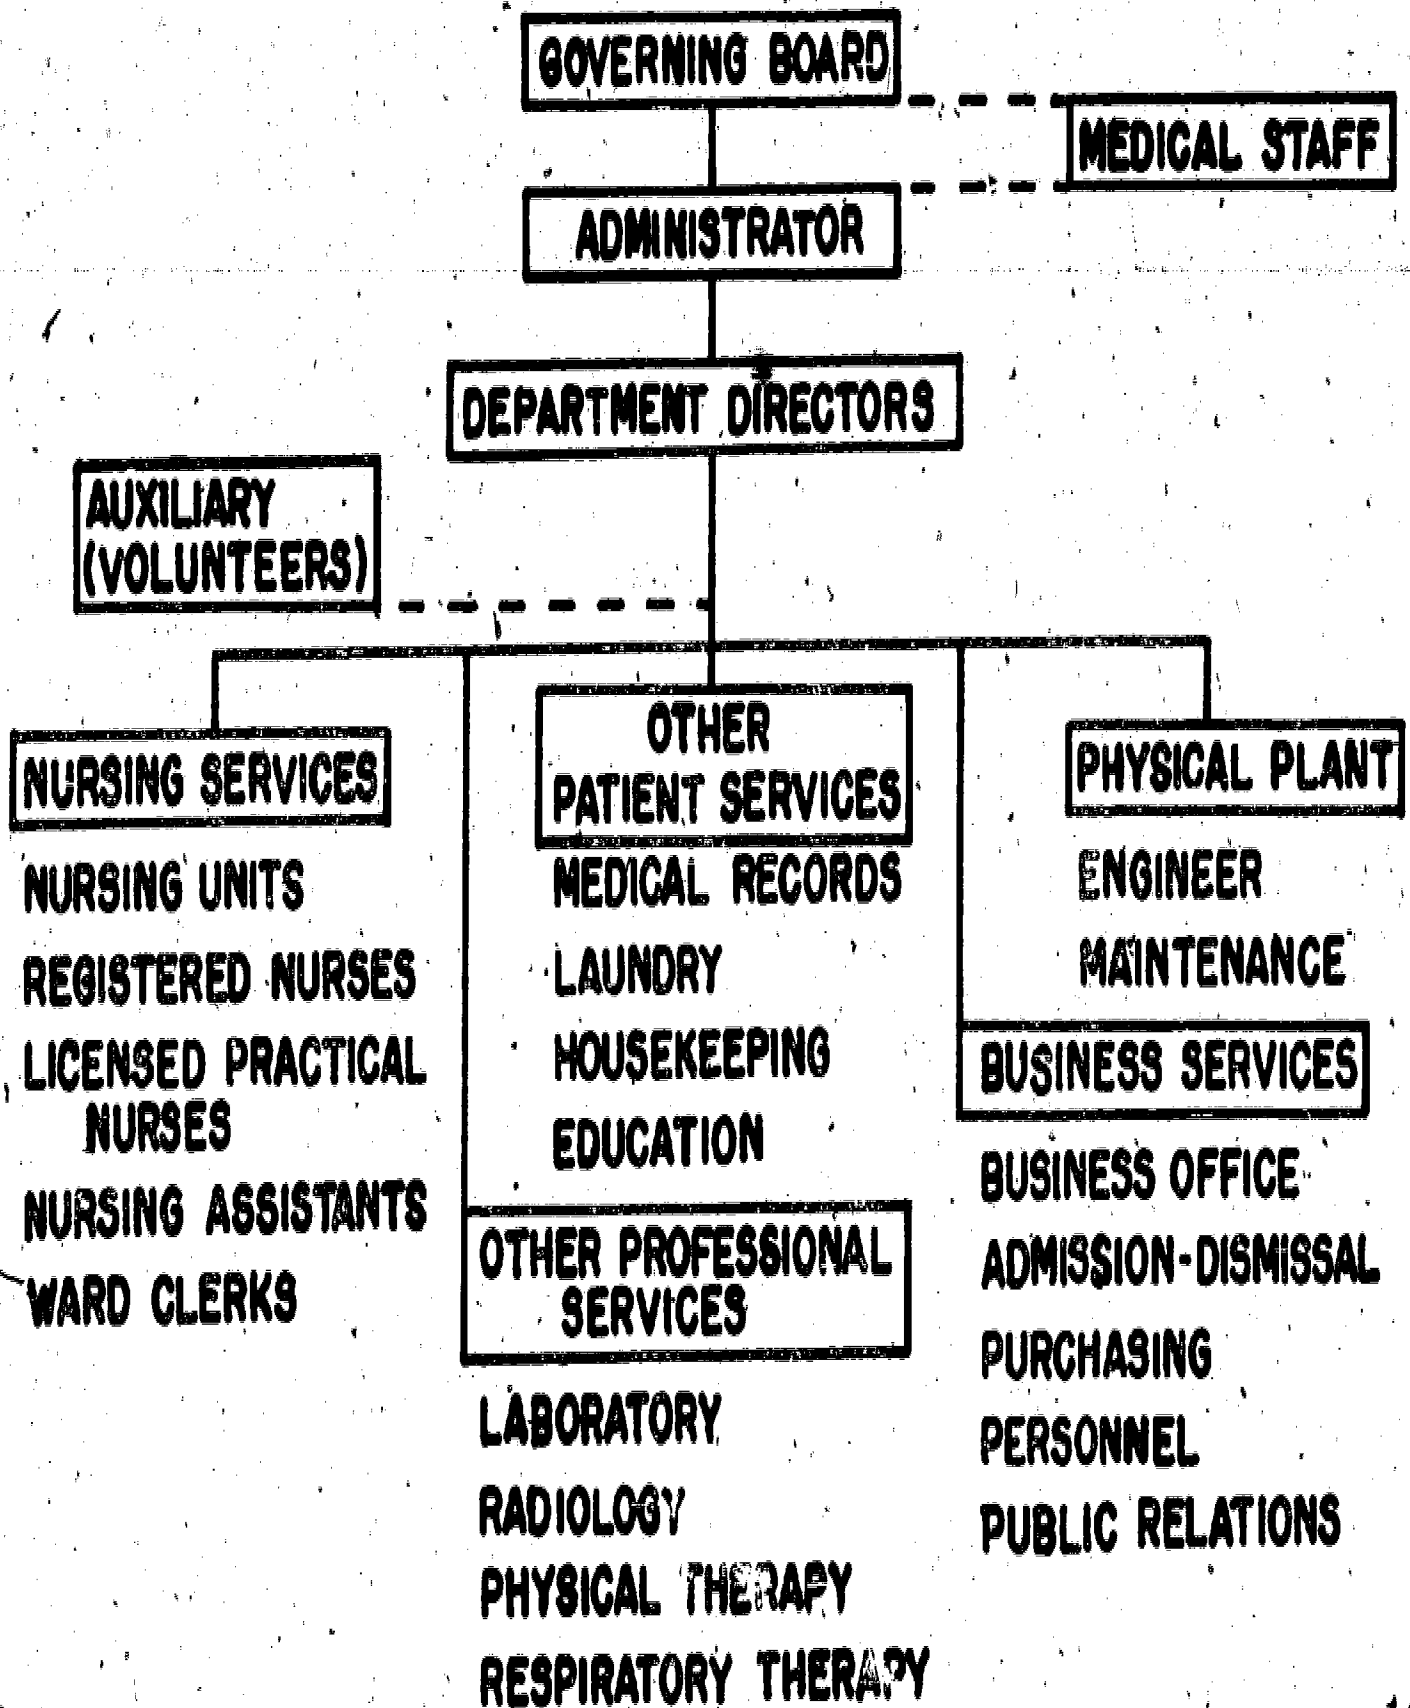 GOVERNING BOARD
MEDICAL STAFF
ADMINISTRATOR
DEPARTMENT DIRECTORS
AUXILIARY
(VOLUNTEERS)
NURSING SERVICES
NURSING UNITS
REGISTERED NURSES
LICENSED PRACTICAL
NURSES
NURSING ASSISTANTS
WARD CLERKS
OTHER
PATIENT SERVICES
MEDICAL RECORDS
LAUNDRY
HOUSEKEEPING
EDUCATION
OTHER PROFESSIONAL
SERVICES
LABORATORY
RADIOLOGY
PHYSICAL THERAPY
RESPIRATORY THERAPY
PHYSICAL PLANT
ENGINEER
MAINTENANCE
BUSINESS SERVICES
BUSINESS OFFICE
ADMISSION-DISMISSAL
PURCHASING
PERSONNEL
PUBLIC RELATIONS